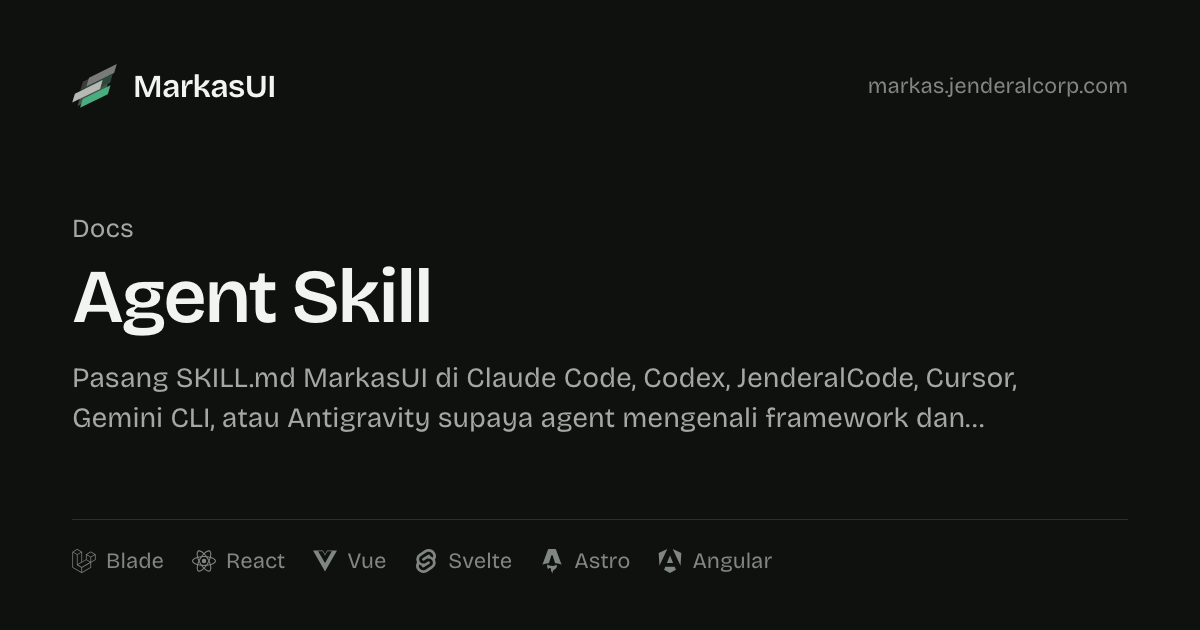 MarkasUI
markas.jenderalcorp.com
Docs
Agent Skill
Pasang SKILL.md MarkasUI di Claude Code, Codex, JenderalCode, Cursor,
Gemini CLI, atau Antigravity supaya agent mengenali framework dan...
Blade React Vue Svelte Astro Angular